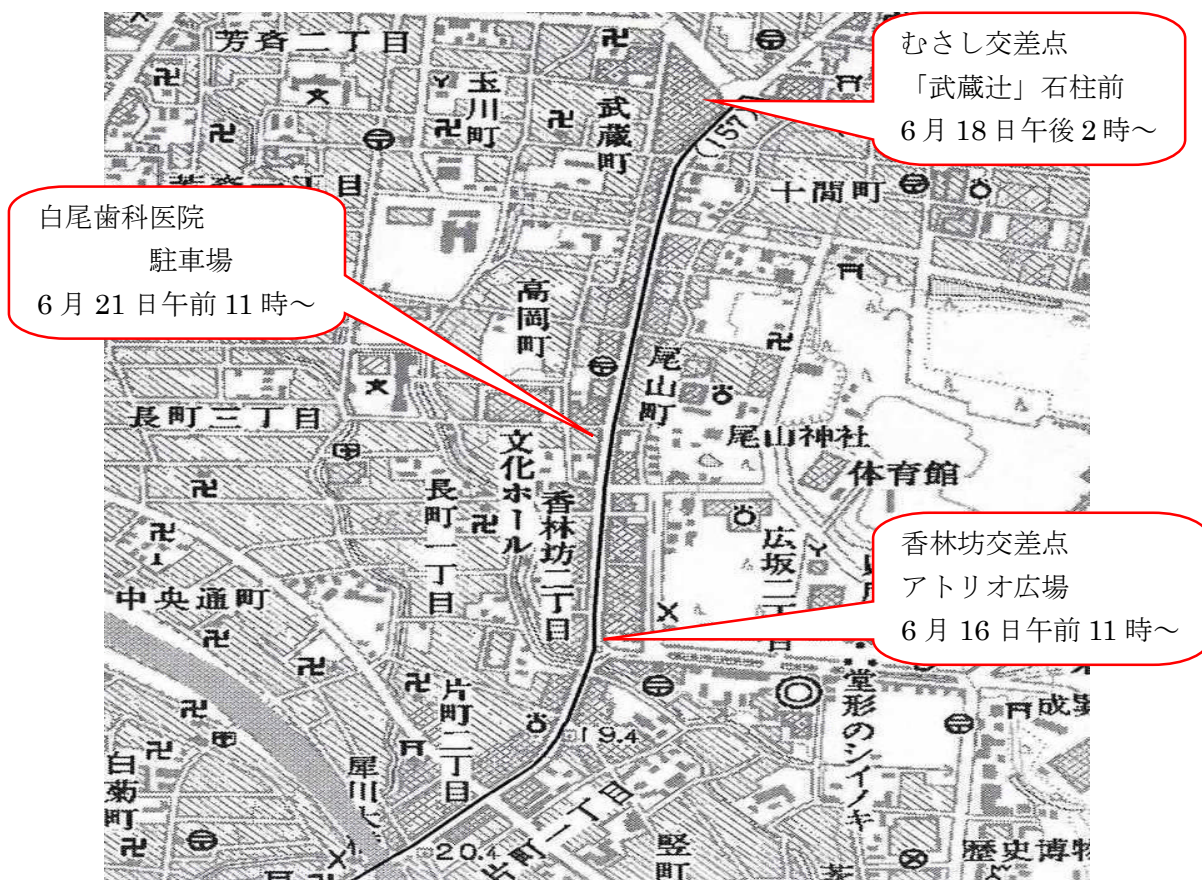 むさし交差点
「武蔵辻」石柱前
6月18日午後2時～
白尾歯科医院
駐車場
6月21日午前11時～
香林坊交差点
アトリオ広場
6月16日午前11時～
芳斉二丁目
玉川町
武蔵町
(157)
十間町
高岡町
尾山町
長町三丁目
尾山神社
体育館
文化ホール
長町一丁目
香林坊二丁目
広坂二丁目
中央通町
片町二丁目
堂形のシイノキ
19.4
白菊町
犀川
20.4
片町一丁目
竪町
歴史博物